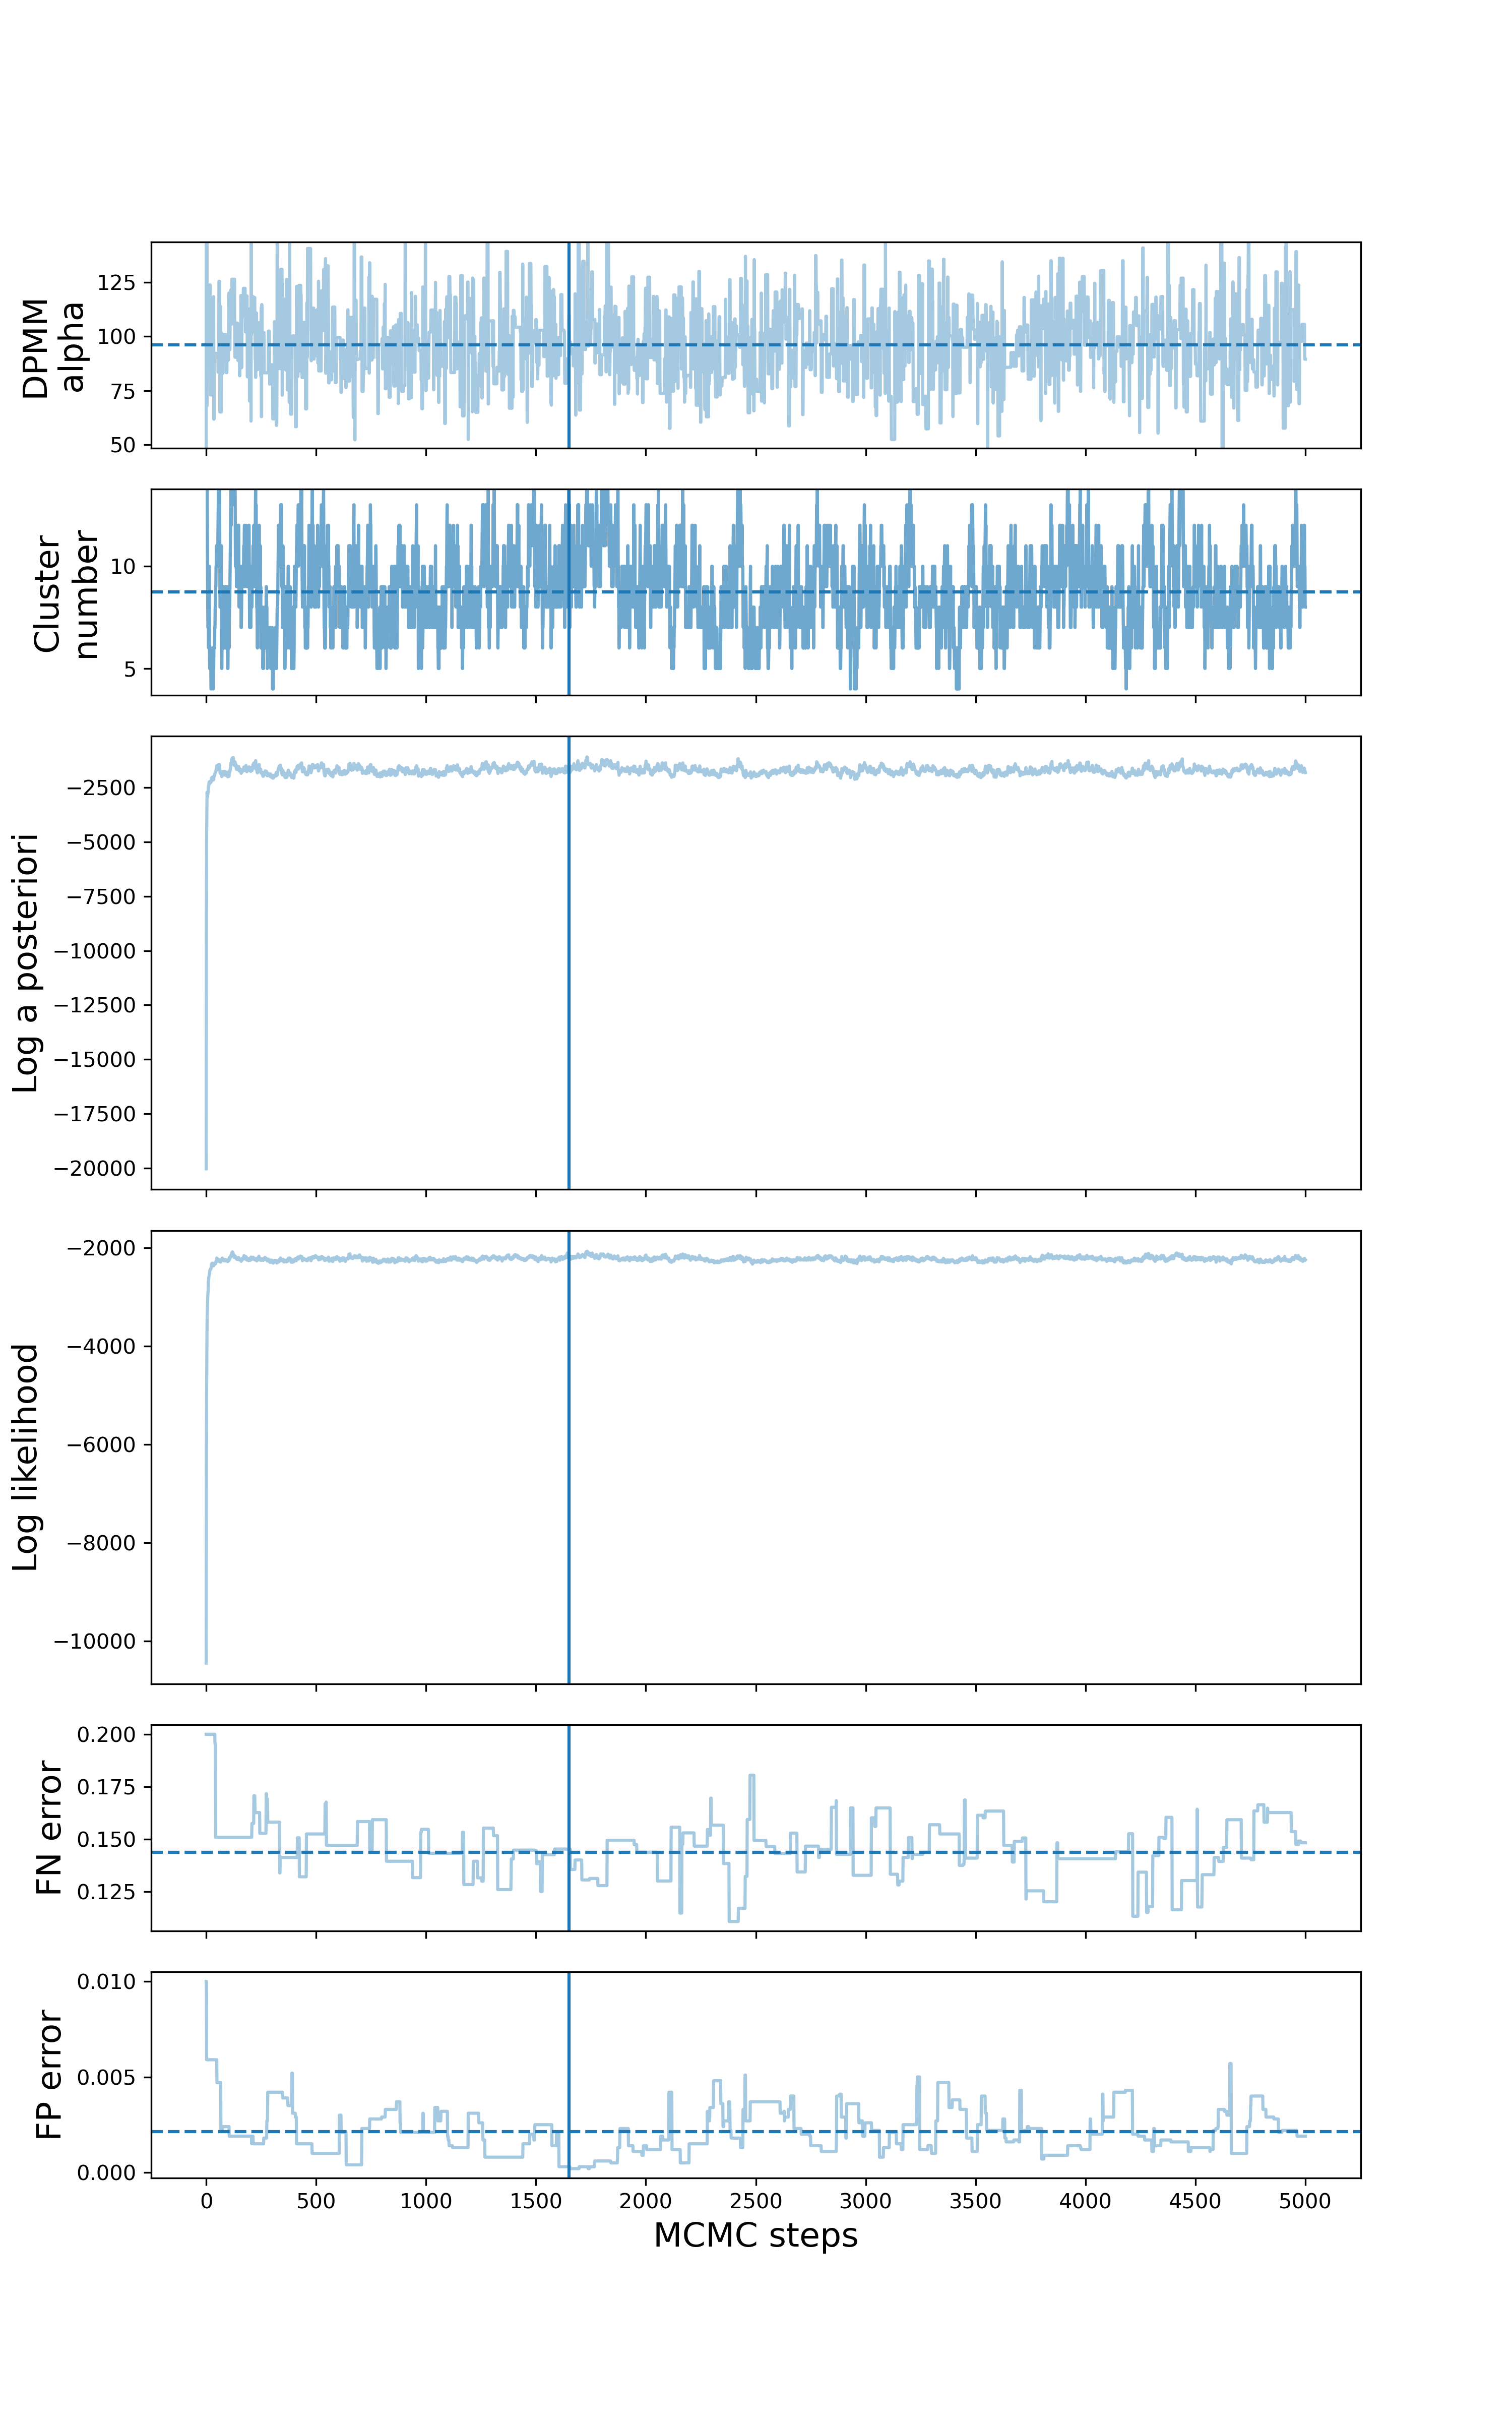 DPMM
alpha
125
100
75
50
Cluster
number
10
5
Log a posteriori
−2500
−5000
−7500
−10000
−12500
−15000
−17500
−20000
Log likelihood
−2000
−4000
−6000
−8000
−10000
FN error
0.200
0.175
0.150
0.125
FP error
0.010
0.005
0.000
0 500 1000 1500 2000 2500 3000 3500 4000 4500 5000
MCMC steps